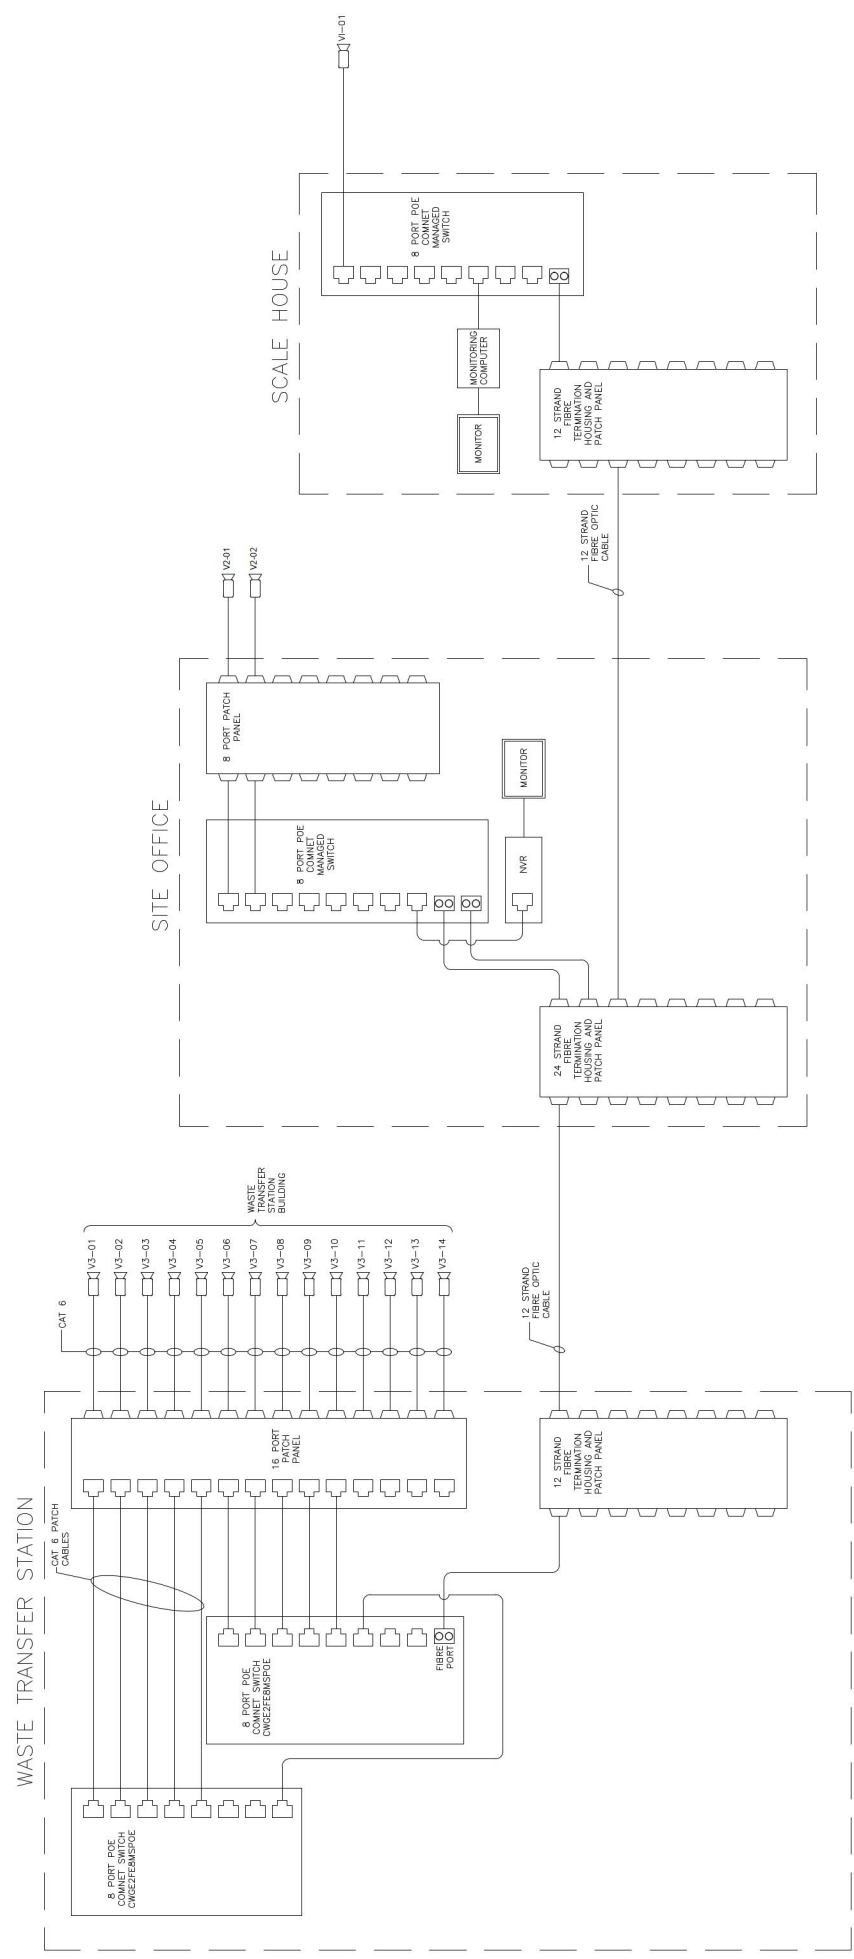 WASTE TRANSFER STATION
8 PORT POE
COMNET SWITCH
CWGE2FE8MSPOE
8 PORT POE
COMNET SWITCH
CWGE2FE8MSPOE
FIBRE
PORT
CAT 6 PATCH
CABLES
16 PORT
PATCH
PANEL
12 STRAND
FIBRE
TERMINATION
HOUSING AND
PATCH PANEL
CAT 6
V3-01
V3-02
V3-03
V3-04
V3-05
V3-06
V3-07
V3-08
V3-09
V3-10
V3-11
V3-12
V3-13
V3-14
WASTE
TRANSFER
STATION
BUILDING
12 STRAND
FIBRE OPTIC
CABLE
SITE OFFICE
24 STRAND
FIBRE
TERMINATION
HOUSING AND
PATCH PANEL
8 PORT POE
COMNET
MANAGED
SWITCH
NVR
MONITOR
8 PORT PATCH
PANEL
V2-01
V2-02
12 STRAND
FIBRE OPTIC
CABLE
SCALE HOUSE
MONITOR
MONITORING
COMPUTER
12 STRAND
FIBRE
TERMINATION
HOUSING AND
PATCH PANEL
8 PORT POE
COMNET
MANAGED
SWITCH
V1-01